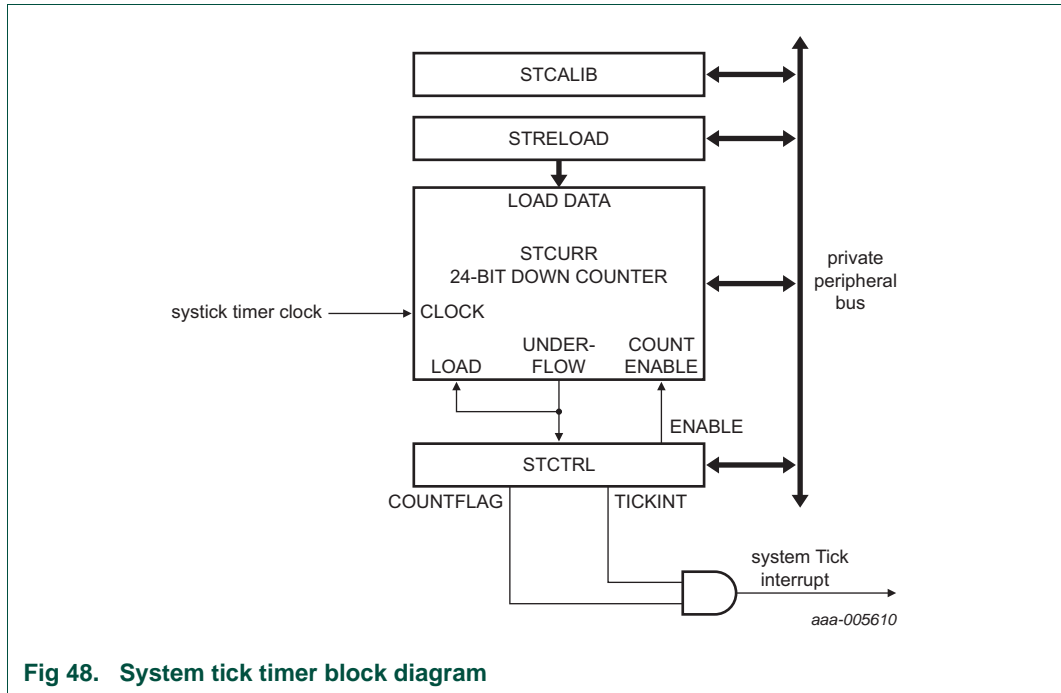 STCALIB
STRELOAD
LOAD DATA
STCURR
24-BIT DOWN COUNTER
private
peripheral
bus
systick timer clock
CLOCK
UNDER-
FLOW
COUNT
ENABLE
LOAD
ENABLE
STCTRL
COUNTFLAG
TICKINT
system Tick
interrupt
aaa-005610
Fig 48. System tick timer block diagram